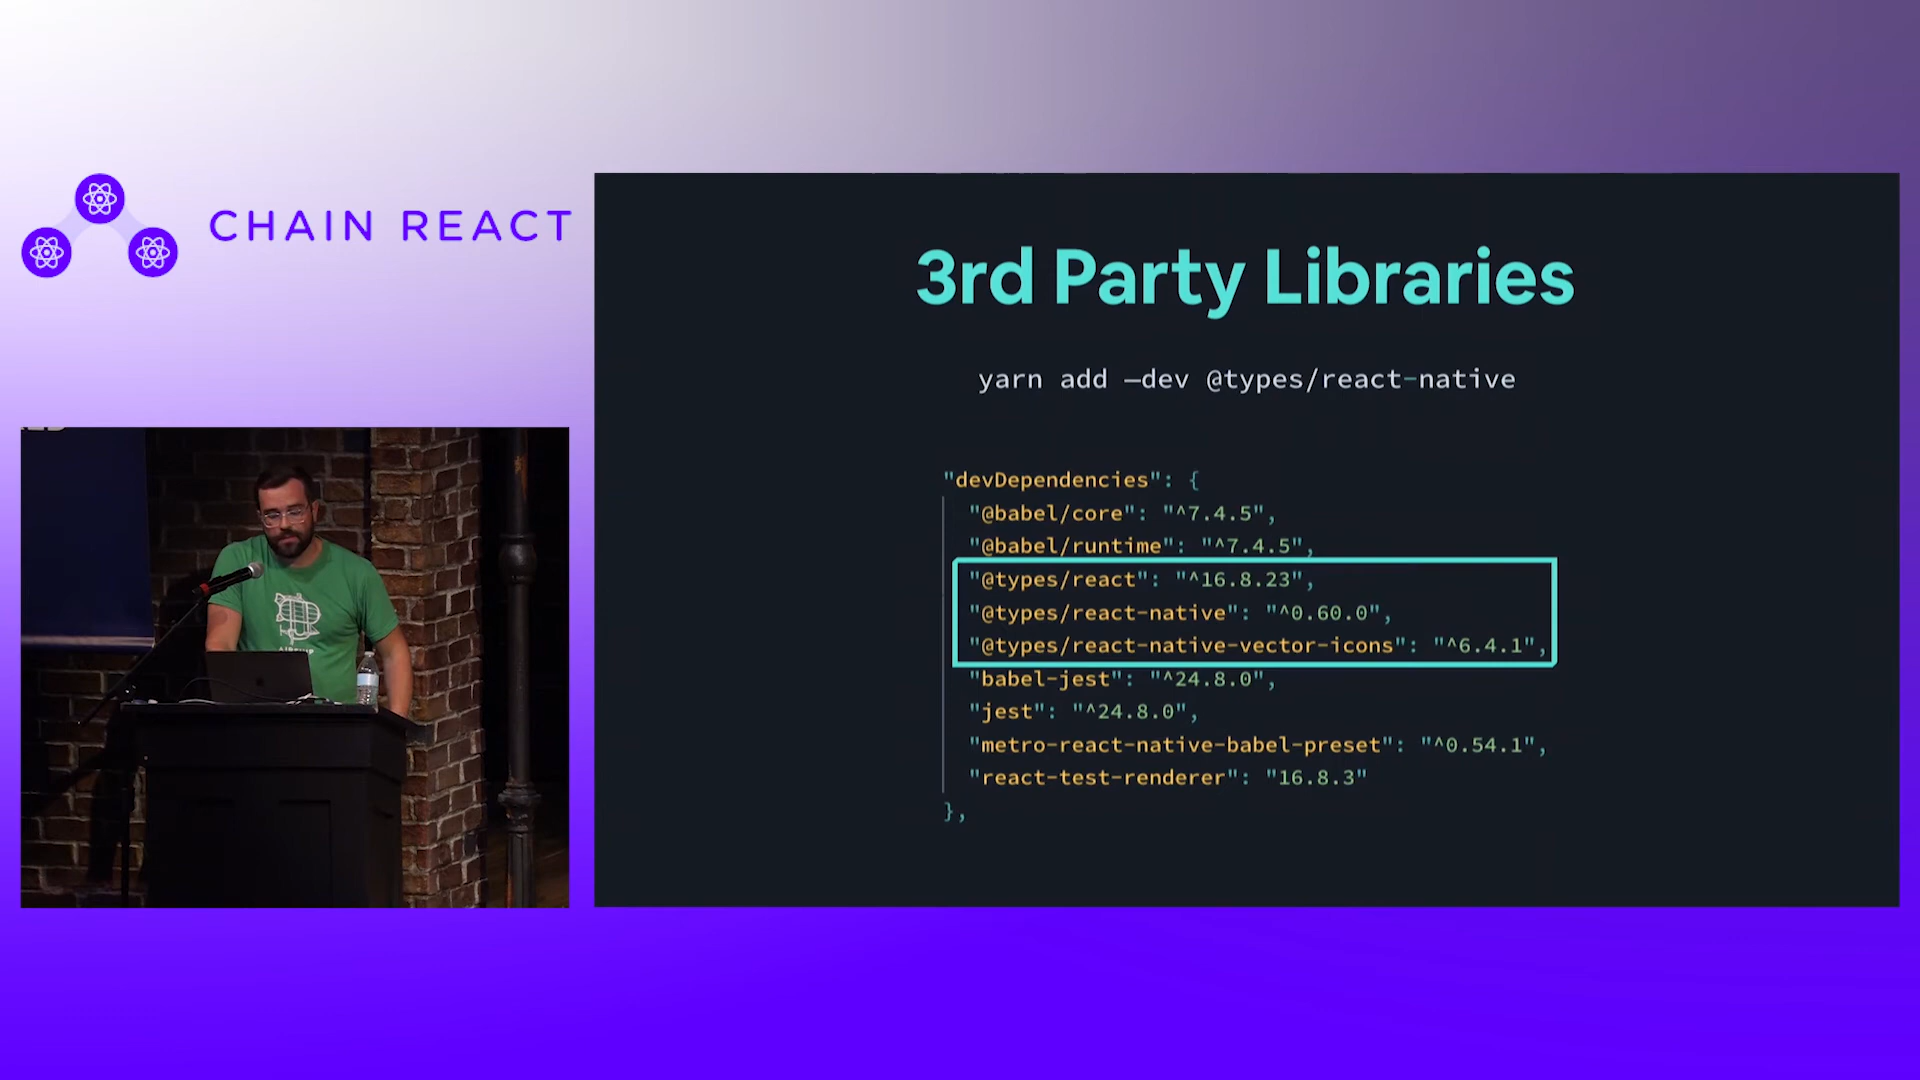 CHAIN REACT
3rd Party Libraries
yarn add —dev @types/react-native
"devDependencies": {
"@babel/core": "^7.4.5",
"@babel/runtime": "^7.4.5",
"@types/react": "^16.8.23",
"@types/react-native": "^0.60.0",
"@types/react-native-vector-icons": "^6.4.1",
"babel-jest": "^24.8.0",
"jest": "^24.8.0",
"metro-react-native-babel-preset": "^0.54.1",
"react-test-renderer": "16.8.3"
},